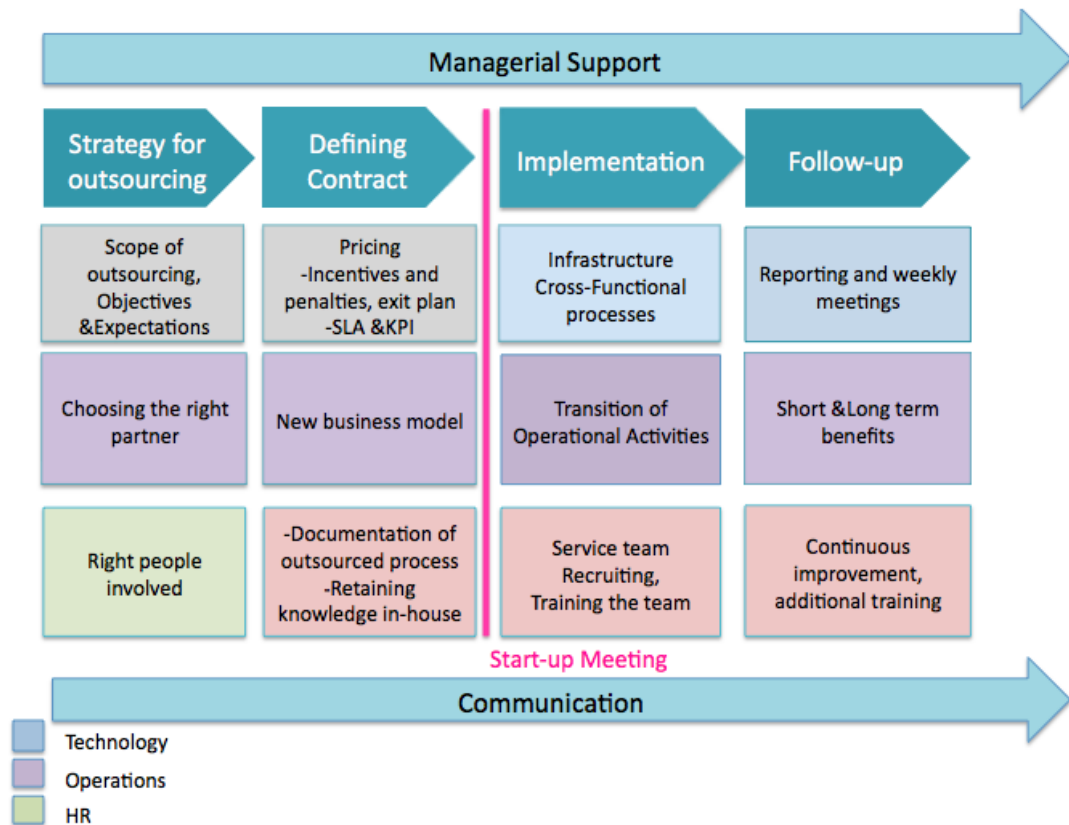 Managerial Support
Strategy for
outsourcing
Defining
Contract
Implementation
Follow-up
Scope of
outsourcing,
Objectives
&Expectations
Pricing
-Incentives and
penalties, exit plan
-SLA &KPI
Infrastructure
Cross-Functional
processes
Reporting and weekly
meetings
Choosing the right
partner
New business model
Transition of
Operational Activities
Short &Long term
benefits
Right people
involved
-Documentation of
outsourced process
-Retaining
knowledge in-house
Service team
Recruiting,
Training the team
Continuous
improvement,
additional training
Start-up Meeting
Communication
Technology
Operations
HR